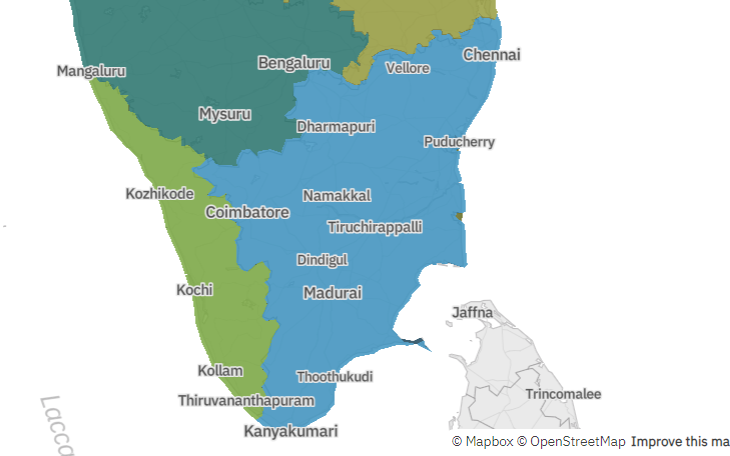 Chennai
Bengaluru
Vellore
Mangaluru
Mysuru
Dharmapuri
Puducherry
Kozhikode
Namakkal
Coimbatore
Tiruchirappalli
Dindigul
Kochi
Madurai
Jaffna
Kollam
Thoothukudi
Trincomalee
Thiruvananthapuram
Lacca
Kanyakumari
© Mapbox © OpenStreetMap Improve this ma